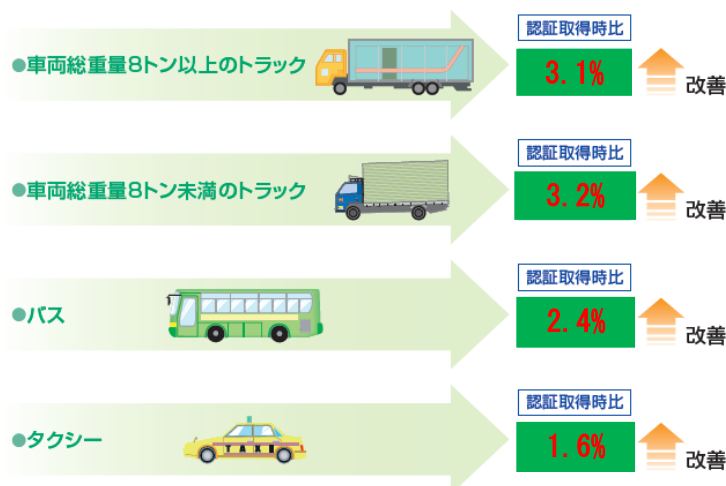 認証取得時比
●車両総重量8トン以上のトラック
3.1%
改善
認証取得時比
●車両総重量8トン未満のトラック
3.2%
改善
認証取得時比
●バス
2.4%
改善
認証取得時比
●タクシー
TAXI
1.6%
改善